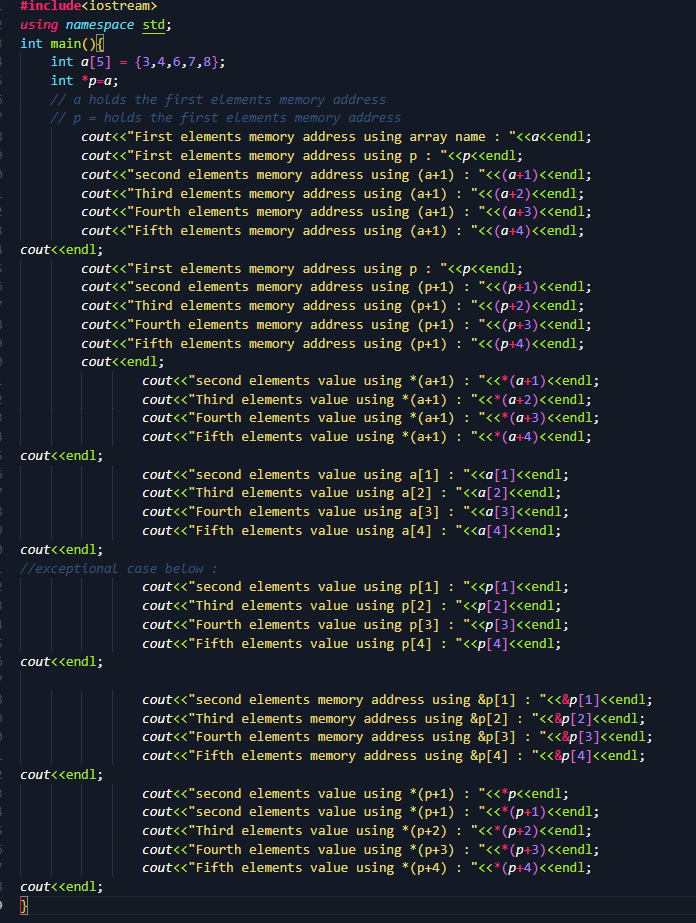 #include<iostream>
using namespace std;
int main(){
    int a[5] = {3,4,6,7,8};
    int *p=a;
    // a holds the first elements memory address
    // p = holds the first elements memory address
        cout<<"First elements memory address using array name : "<<a<<endl;
        cout<<"First elements memory address using p : "<<p<<endl;
        cout<<"second elements memory address using (a+1) : "<<(a+1)<<endl;
        cout<<"Third elements memory address using (a+1) : "<<(a+2)<<endl;
        cout<<"Fourth elements memory address using (a+1) : "<<(a+3)<<endl;
        cout<<"Fifth elements memory address using (a+1) : "<<(a+4)<<endl;
cout<<endl;
        cout<<"First elements memory address using p : "<<p<<endl;
        cout<<"second elements memory address using (p+1) : "<<(p+1)<<endl;
        cout<<"Third elements memory address using (p+1) : "<<(p+2)<<endl;
        cout<<"Fourth elements memory address using (p+1) : "<<(p+3)<<endl;
        cout<<"Fifth elements memory address using (p+1) : "<<(p+4)<<endl;
        cout<<endl;
                cout<<"second elements value using *(a+1) : "<<*(a+1)<<endl;
                cout<<"Third elements value using *(a+1) : "<<*(a+2)<<endl;
                cout<<"Fourth elements value using *(a+1) : "<<*(a+3)<<endl;
                cout<<"Fifth elements value using *(a+1) : "<<*(a+4)<<endl;
cout<<endl;
                cout<<"second elements value using a[1] : "<<a[1]<<endl;
                cout<<"Third elements value using a[2] : "<<a[2]<<endl;
                cout<<"Fourth elements value using a[3] : "<<a[3]<<endl;
                cout<<"Fifth elements value using a[4] : "<<a[4]<<endl;
cout<<endl;
//exceptional case below :
                cout<<"second elements value using p[1] : "<<p[1]<<endl;
                cout<<"Third elements value using p[2] : "<<p[2]<<endl;
                cout<<"Fourth elements value using p[3] : "<<p[3]<<endl;
                cout<<"Fifth elements value using p[4] : "<<p[4]<<endl;
cout<<endl;
                cout<<"second elements memory address using &p[1] : "<<&p[1]<<endl;
                cout<<"Third elements memory address using &p[2] : "<<&p[2]<<endl;
                cout<<"Fourth elements memory address using &p[3] : "<<&p[3]<<endl;
                cout<<"Fifth elements memory address using &p[4] : "<<&p[4]<<endl;
cout<<endl;
                cout<<"second elements value using *(p+1) : "<<*p<<endl;
                cout<<"second elements value using *(p+1) : "<<*(p+1)<<endl;
                cout<<"Third elements value using *(p+2) : "<<*(p+2)<<endl;
                cout<<"Fourth elements value using *(p+3) : "<<*(p+3)<<endl;
                cout<<"Fifth elements value using *(p+4) : "<<*(p+4)<<endl;
cout<<endl;
}